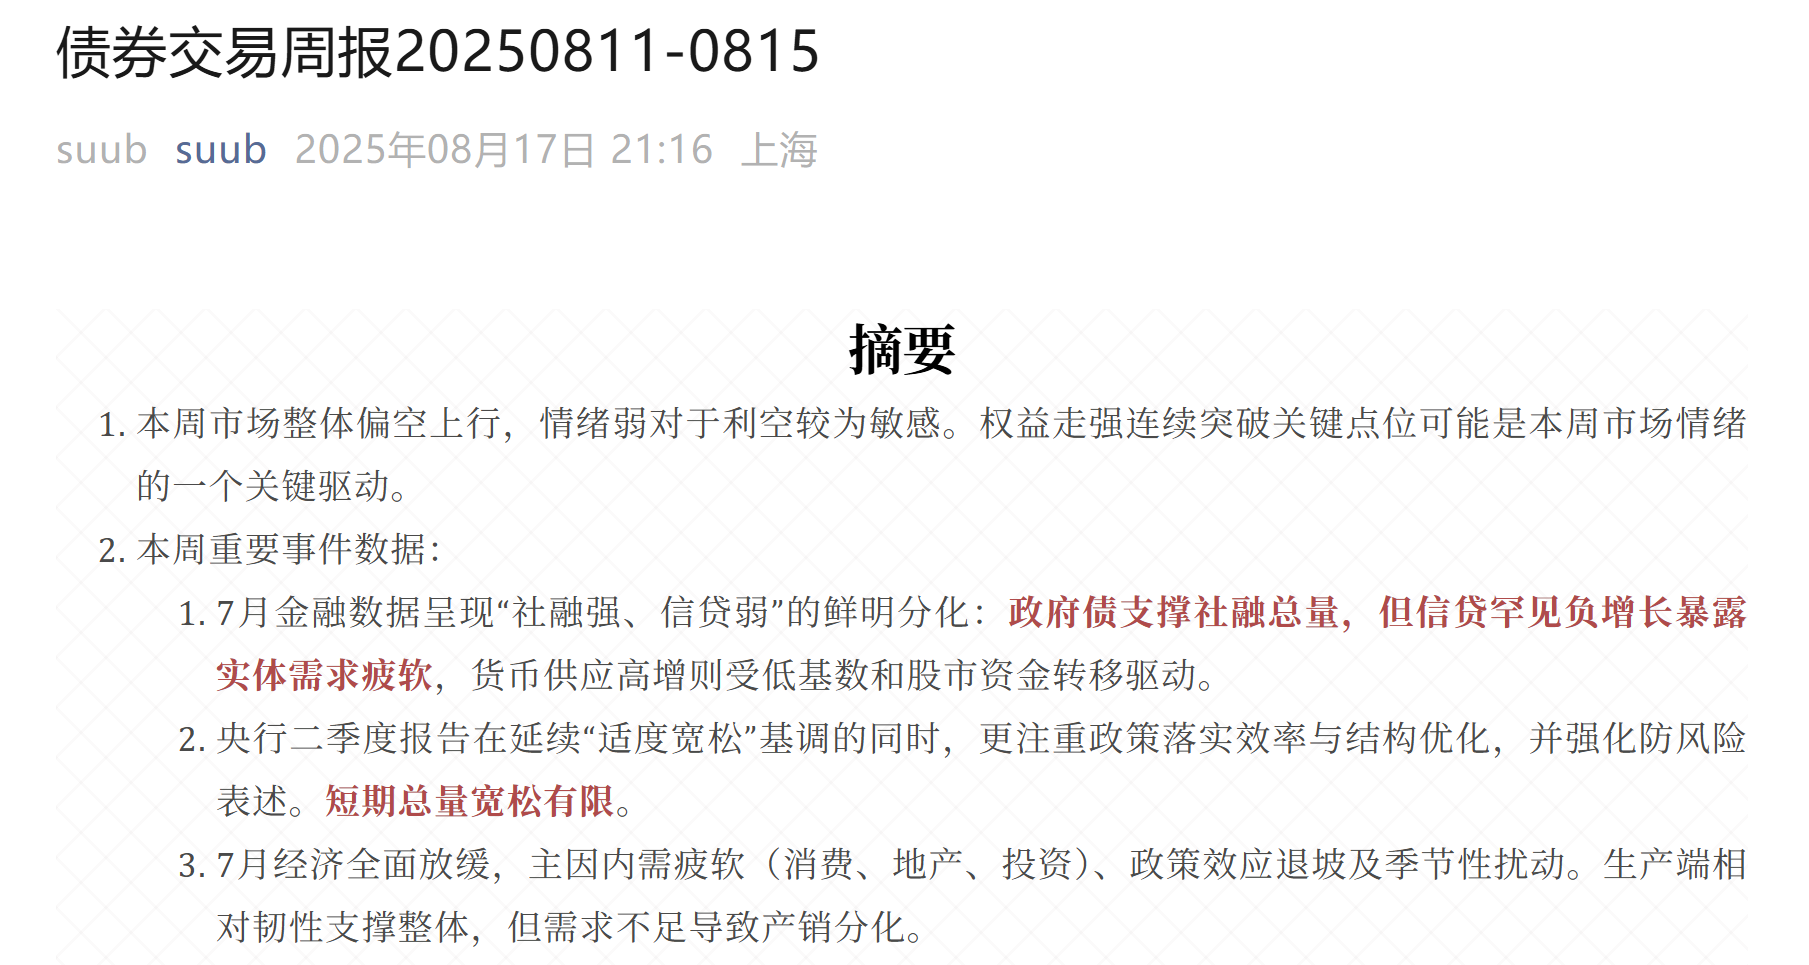 债券交易周报20250811-0815
suub suub 2025年08月17日 21:16 上海
摘要
1. 本周市场整体偏空上行，情绪弱对于利空较为敏感。权益走强连续突破关键点位可能是本周市场情绪
的一个关键驱动。
2. 本周重要事件数据：
1. 7月金融数据呈现“社融强、信贷弱”的鲜明分化：政府债支撑社融总量，但信贷罕见负增长暴露
实体需求疲软，货币供应高增则受低基数和股市资金转移驱动。
2. 央行二季度报告在延续“适度宽松”基调的同时，更注重政策落实效率与结构优化，并强化防风险
表述。短期总量宽松有限。
3. 7月经济全面放缓，主因内需疲软（消费、地产、投资）、政策效应退坡及季节性扰动。生产端相
对韧性支撑整体，但需求不足导致产销分化。